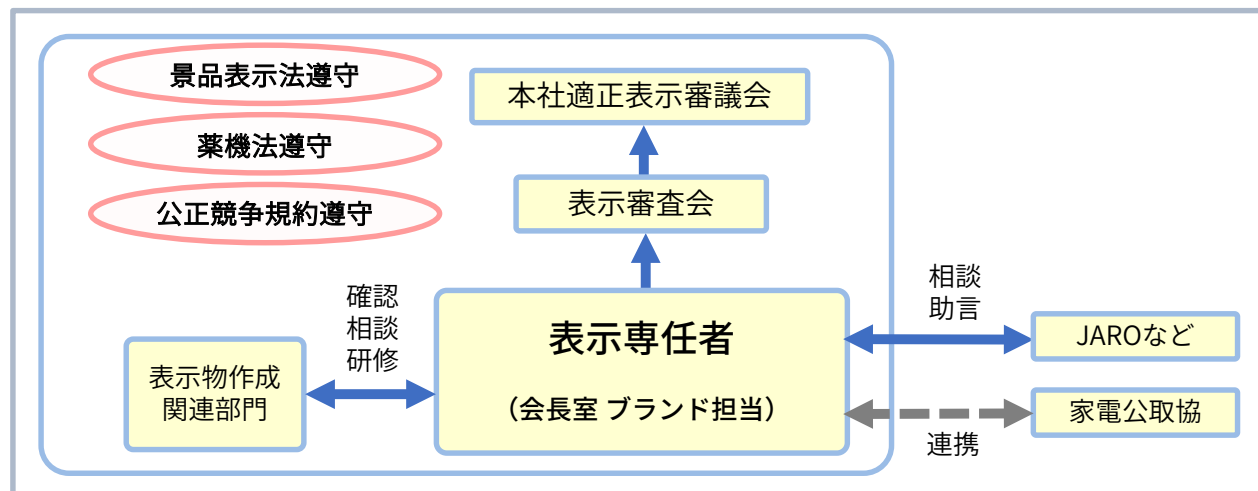 景品表示法遵守
薬機法遵守
公正競争規約遵守
本社適正表示審議会
表示審査会
確認
相談
研修
表示物作成
関連部門
表示専任者
（会長室 ブランド担当）
相談
助言
JAROなど
連携
家電公取協